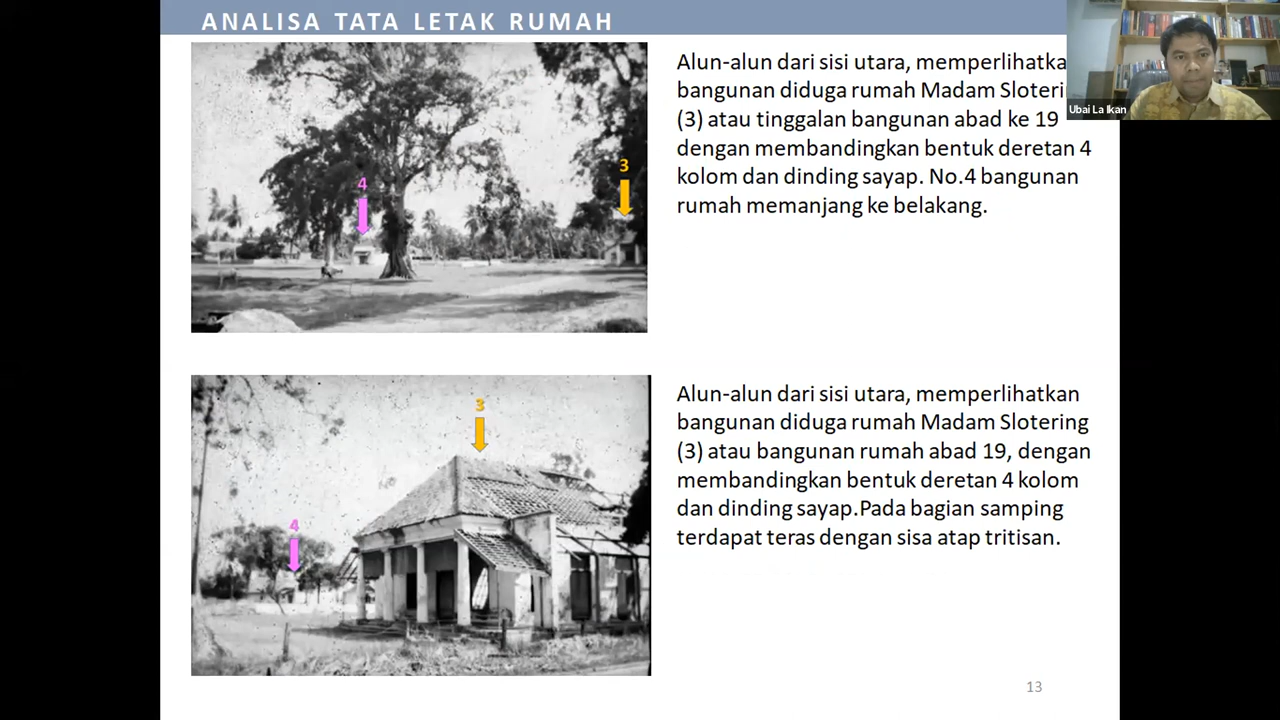 ANALISA TATA LETAK RUMAH
4
3
Alun-alun dari sisi utara, memperlihatka
bangunan diduga rumah Madam Sloteri
(3) atau tinggalan bangunan abad ke 19
dengan membandingkan bentuk deretan 4
kolom dan dinding sayap. No.4 bangunan
rumah memanjang ke belakang.
Ubai La Ikan
3
4
Alun-alun dari sisi utara, memperlihatkan
bangunan diduga rumah Madam Slotering
(3) atau bangunan rumah abad 19, dengan
membandingkan bentuk deretan 4 kolom
dan dinding sayap.Pada bagian samping
terdapat teras dengan sisa atap tritisan.
13